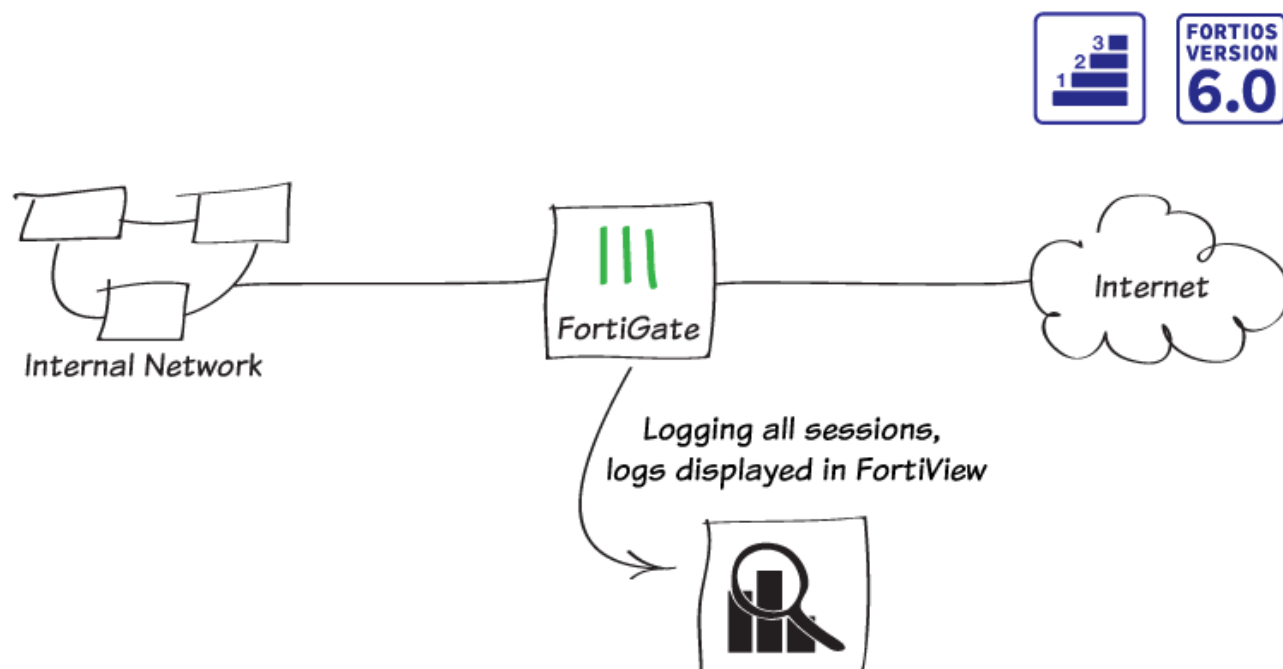 3
2
1
FORTIOS
VERSION
6.0
Internet
FortiGate
Internal Network
Logging all sessions,
logs displayed in FortiView